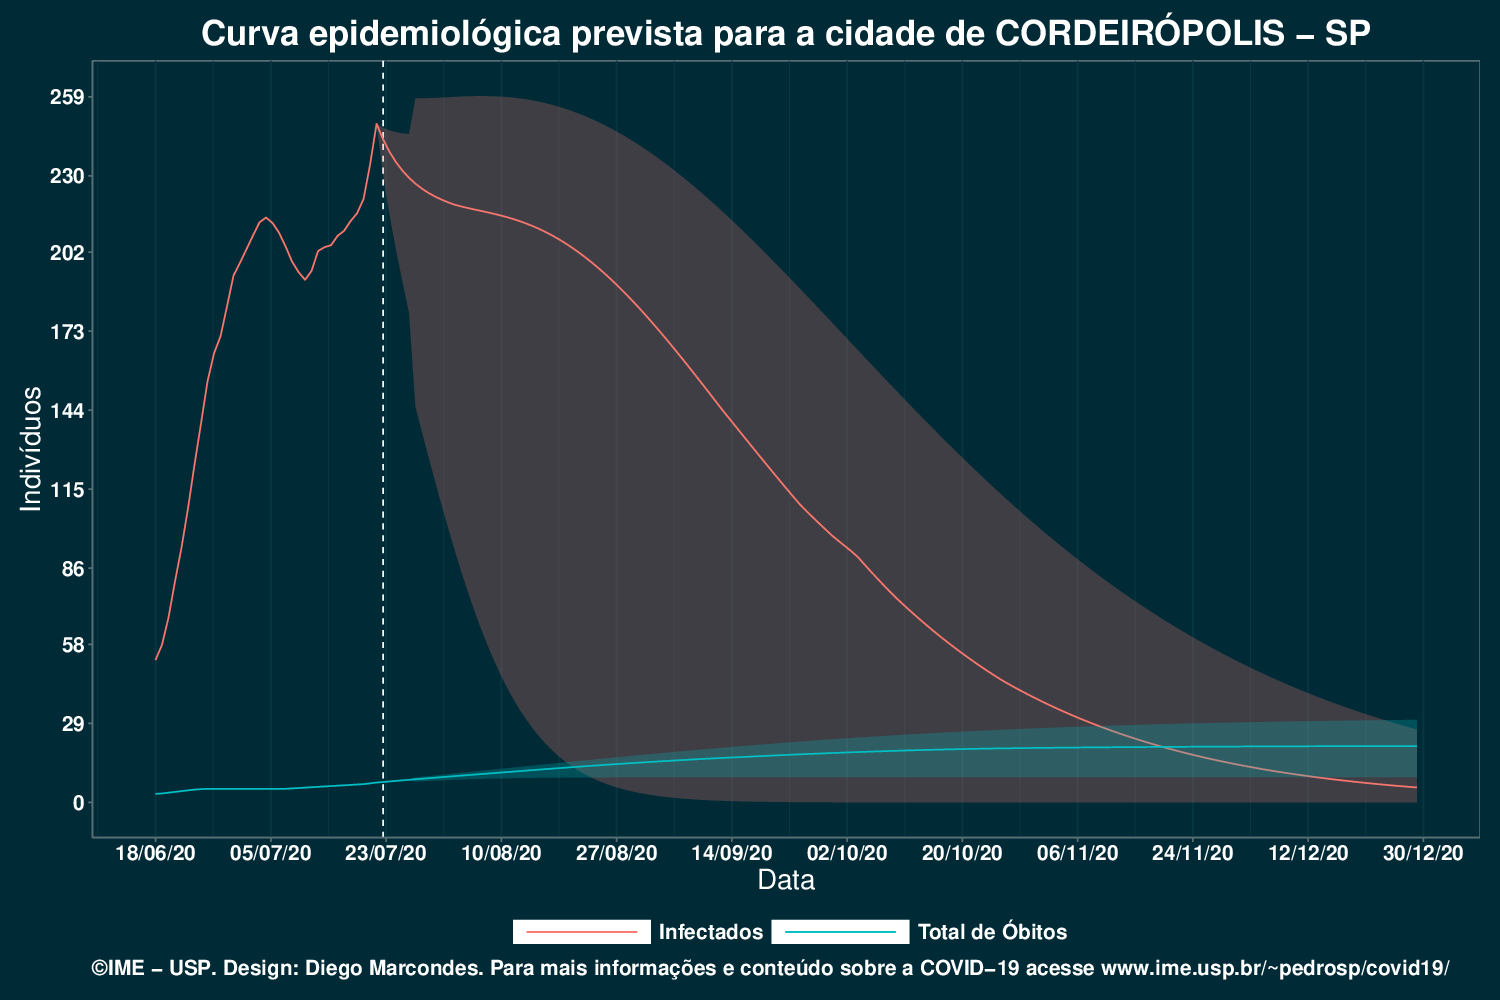 Curva epidemiológica prevista para a cidade de CORDEIRÓPOLIS – SP
Indivíduos
259
230
202
173
144
115
86
58
29
0
18/06/20 05/07/20 23/07/20 10/08/20 27/08/20 14/09/20 02/10/20 20/10/20 06/11/20 24/11/20 12/12/20 30/12/20
Data
Infectados Total de Óbitos
©IME – USP. Design: Diego Marcondes. Para mais informações e conteúdo sobre a COVID–19 acesse www.ime.usp.br/~pedrosp/covid19/